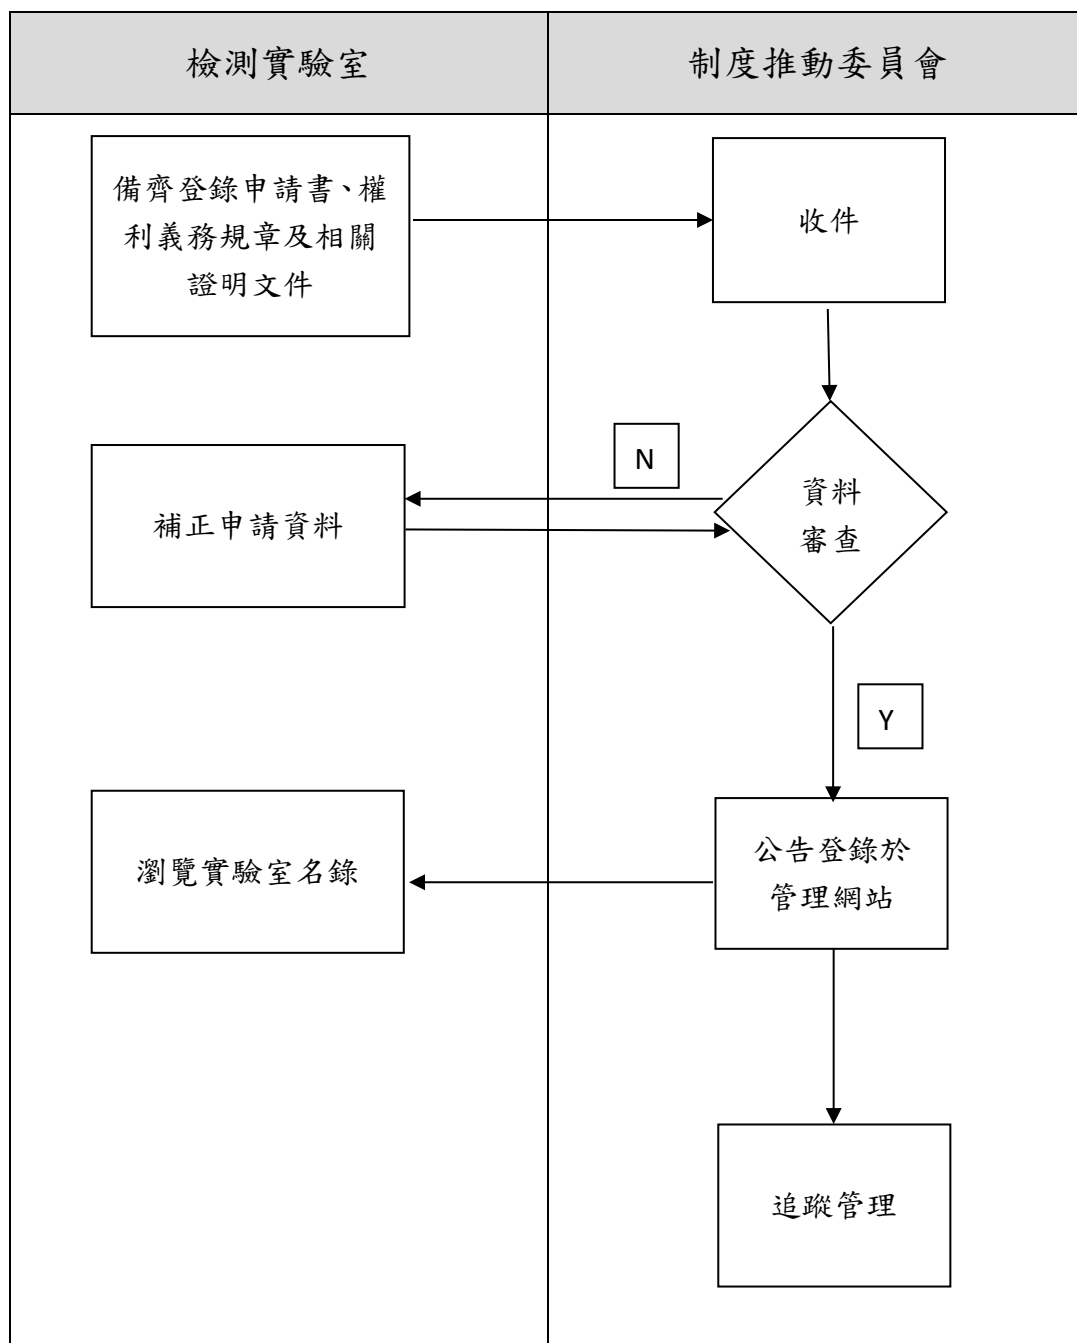 檢測實驗室
制度推動委員會
備齊登錄申請書、權
利義務規章及相關
證明文件
收件
N
資料
審查
補正申請資料
Y
公告登錄於
管理網站
瀏覽實驗室名錄
追蹤管理